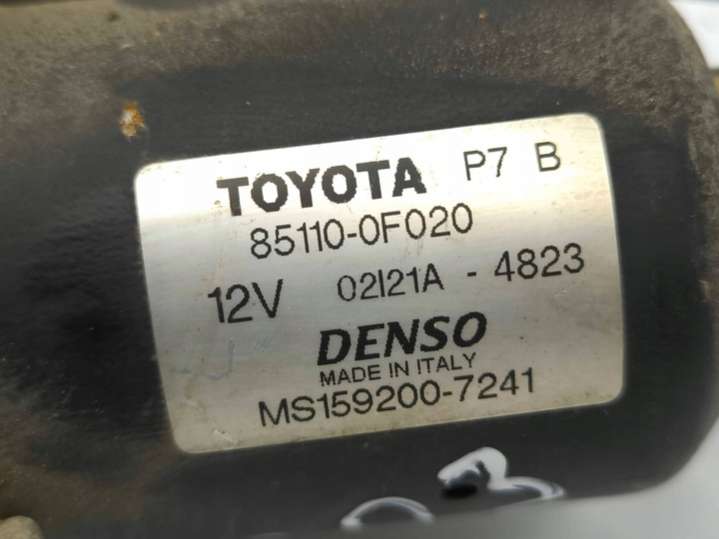 TOYOTA P7 B
85110-0F020
12V 02I21A - 4823
DENSO
MADE IN ITALY
MS159200-7241